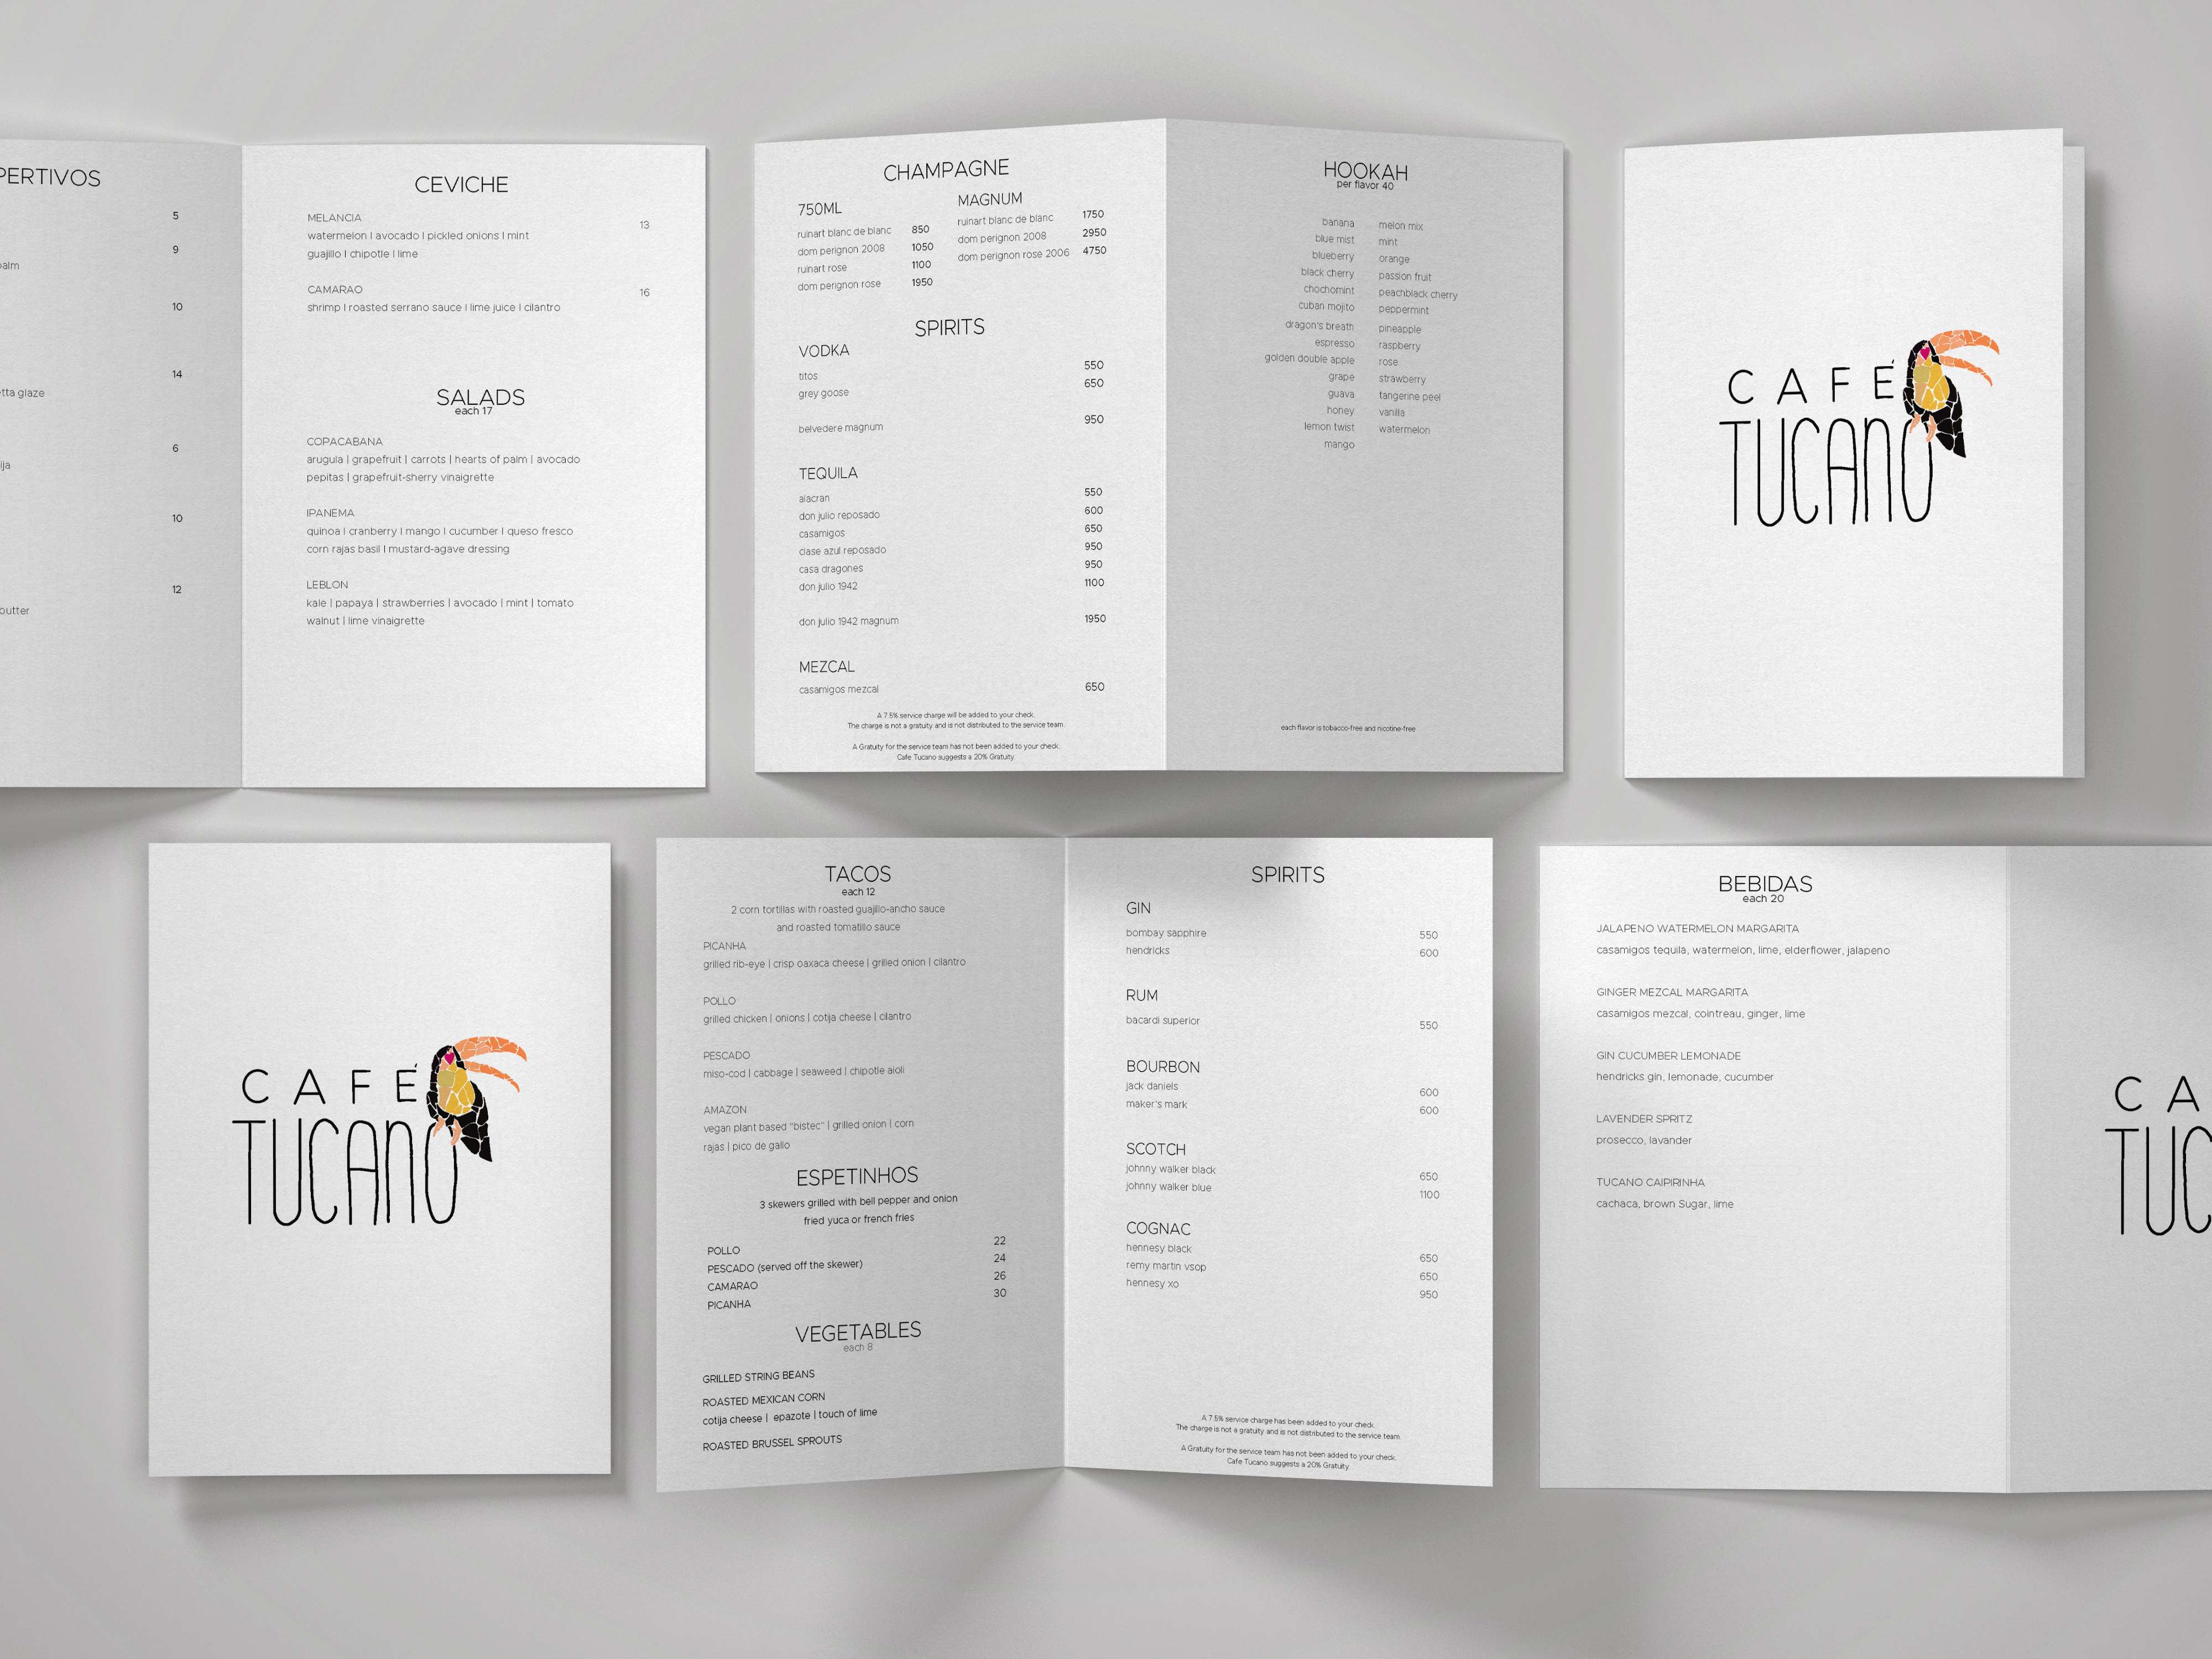 PERTIVOS
5
9
alm
10
14
tta glaze
6
ija
10
12
outter
CEVICHE
MELANCIA
13
watermelon | avocado | pickled onions | mint
guajillo | chipotle | lime
CAMARAO
16
shrimp | roasted serrano sauce | lime juice | cilantro
SALADS
each 17
COPACABANA
arugula | grapefruit | carrots | hearts of palm | avocado
pepitas | grapefruit-sherry vinaigrette
IPANEMA
quinoa | cranberry | mango | cucumber | queso fresco
corn rajas basil | mustard-agave dressing
LEBLON
kale | papaya | strawberries | avocado | mint | tomato
walnut | lime vinaigrette
CHAMPAGNE
750ML
ruinart blanc de blanc 850
dom perignon 2008 1050
ruinart rose 1100
dom perignon rose 1950
MAGNUM
ruinart blanc de blanc 1750
dom perignon 2008 2950
dom perignon rose 2006 4750
SPIRITS
VODKA
titos 550
grey goose 650
belvedere magnum 950
TEQUILA
alacran 550
don julio reposado 600
casamigos 650
clase azul reposado 950
casa dragones 950
don julio 1942 1100
don julio 1942 magnum 1950
MEZCAL
casamigos mezcal 650
A 7.5% service charge will be added to your check.
The charge is not a gratuity and is not distributed to the service team.
A Gratuity for the service team has not been added to your check.
Cafe Tucano suggests a 20% Gratuity
HOOKAH
per flavor 40
banana
blue mist
blueberry
black cherry
chochomint
cuban mojito
dragon's breath
espresso
golden double apple
grape
guava
honey
lemon twist
mango
melon mix
mint
orange
passion fruit
peachblack cherry
peppermint
pineapple
raspberry
rose
strawberry
tangerine peel
vanilla
watermelon
each flavor is tobacco-free and nicotine-free
CAFÉ
TUCANO
CAFÉ
TUCANO
TACOS
each 12
2 corn tortillas with roasted guajillo-ancho sauce
and roasted tomatillo sauce
PICANHA
grilled rib-eye | crisp oaxaca cheese | grilled onion | cilantro
POLLO
grilled chicken | onions | cotija cheese | cilantro
PESCADO
miso-cod | cabbage | seaweed | chipotle aioli
AMAZON
vegan plant based "bistec" | grilled onion | corn
rajas | pico de gallo
ESPETINHOS
3 skewers grilled with bell pepper and onion
fried yuca or french fries
POLLO 22
PESCADO (served off the skewer) 24
CAMARAO 26
PICANHA 30
VEGETABLES
each 8
GRILLED STRING BEANS
ROASTED MEXICAN CORN
cotija cheese | epazote | touch of lime
ROASTED BRUSSEL SPROUTS
SPIRITS
GIN
bombay sapphire 550
hendricks 600
RUM
bacardi superior 550
BOURBON
jack daniels 600
maker's mark 600
SCOTCH
johnny walker black 650
johnny walker blue 1100
COGNAC
hennesy black 650
remy martin vsop 650
hennesy xo 950
A 7.5% service charge has been added to your check.
The charge is not a gratuity and is not distributed to the service team.
A Gratuity for the service team has not been added to your check.
Cafe Tucano suggests a 20% Gratuity.
BEBIDAS
each 20
JALAPENO WATERMELON MARGARITA
casamigos tequila, watermelon, lime, elderflower, jalapeno
GINGER MEZCAL MARGARITA
casamigos mezcal, cointreau, ginger, lime
GIN CUCUMBER LEMONADE
hendricks gin, lemonade, cucumber
LAVENDER SPRITZ
prosecco, lavander
TUCANO CAIPIRINHA
cachaca, brown Sugar, lime
CA
TUC